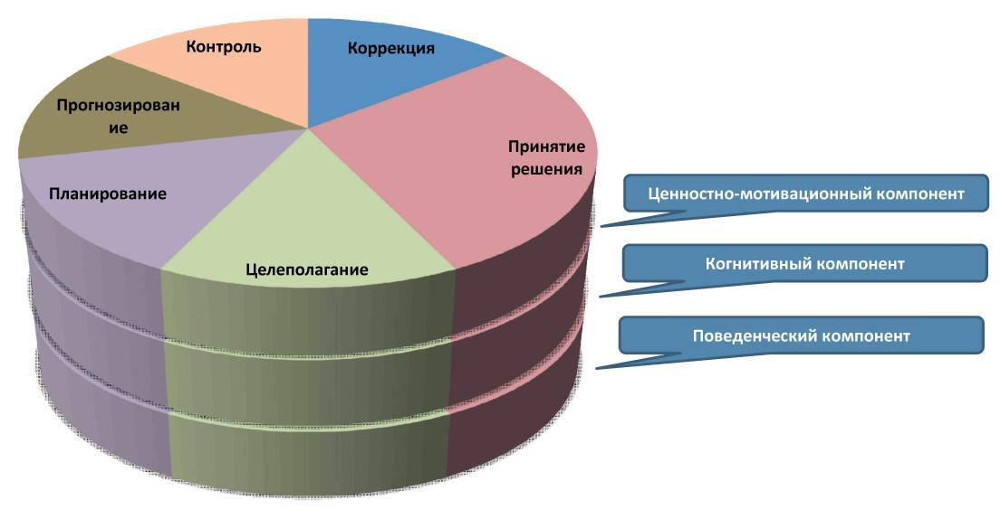 Контроль
Коррекция
Прогнозирован
ие
Принятие
решения
Планирование
Целеполагание
Ценностно-мотивационный компонент
Когнитивный компонент
Поведенческий компонент